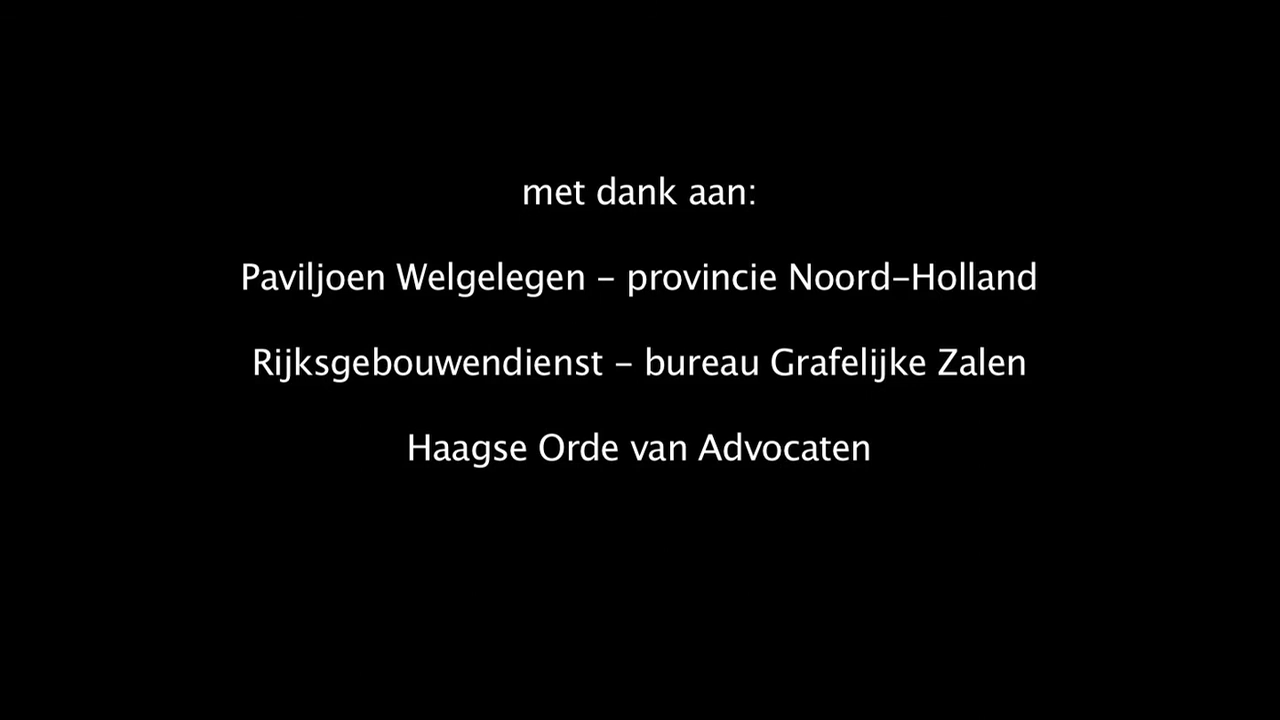 met dank aan:
Paviljoen Welgelegen – provincie Noord–Holland
Rijksgebouwendienst – bureau Grafelijke Zalen
Haagse Orde van Advocaten